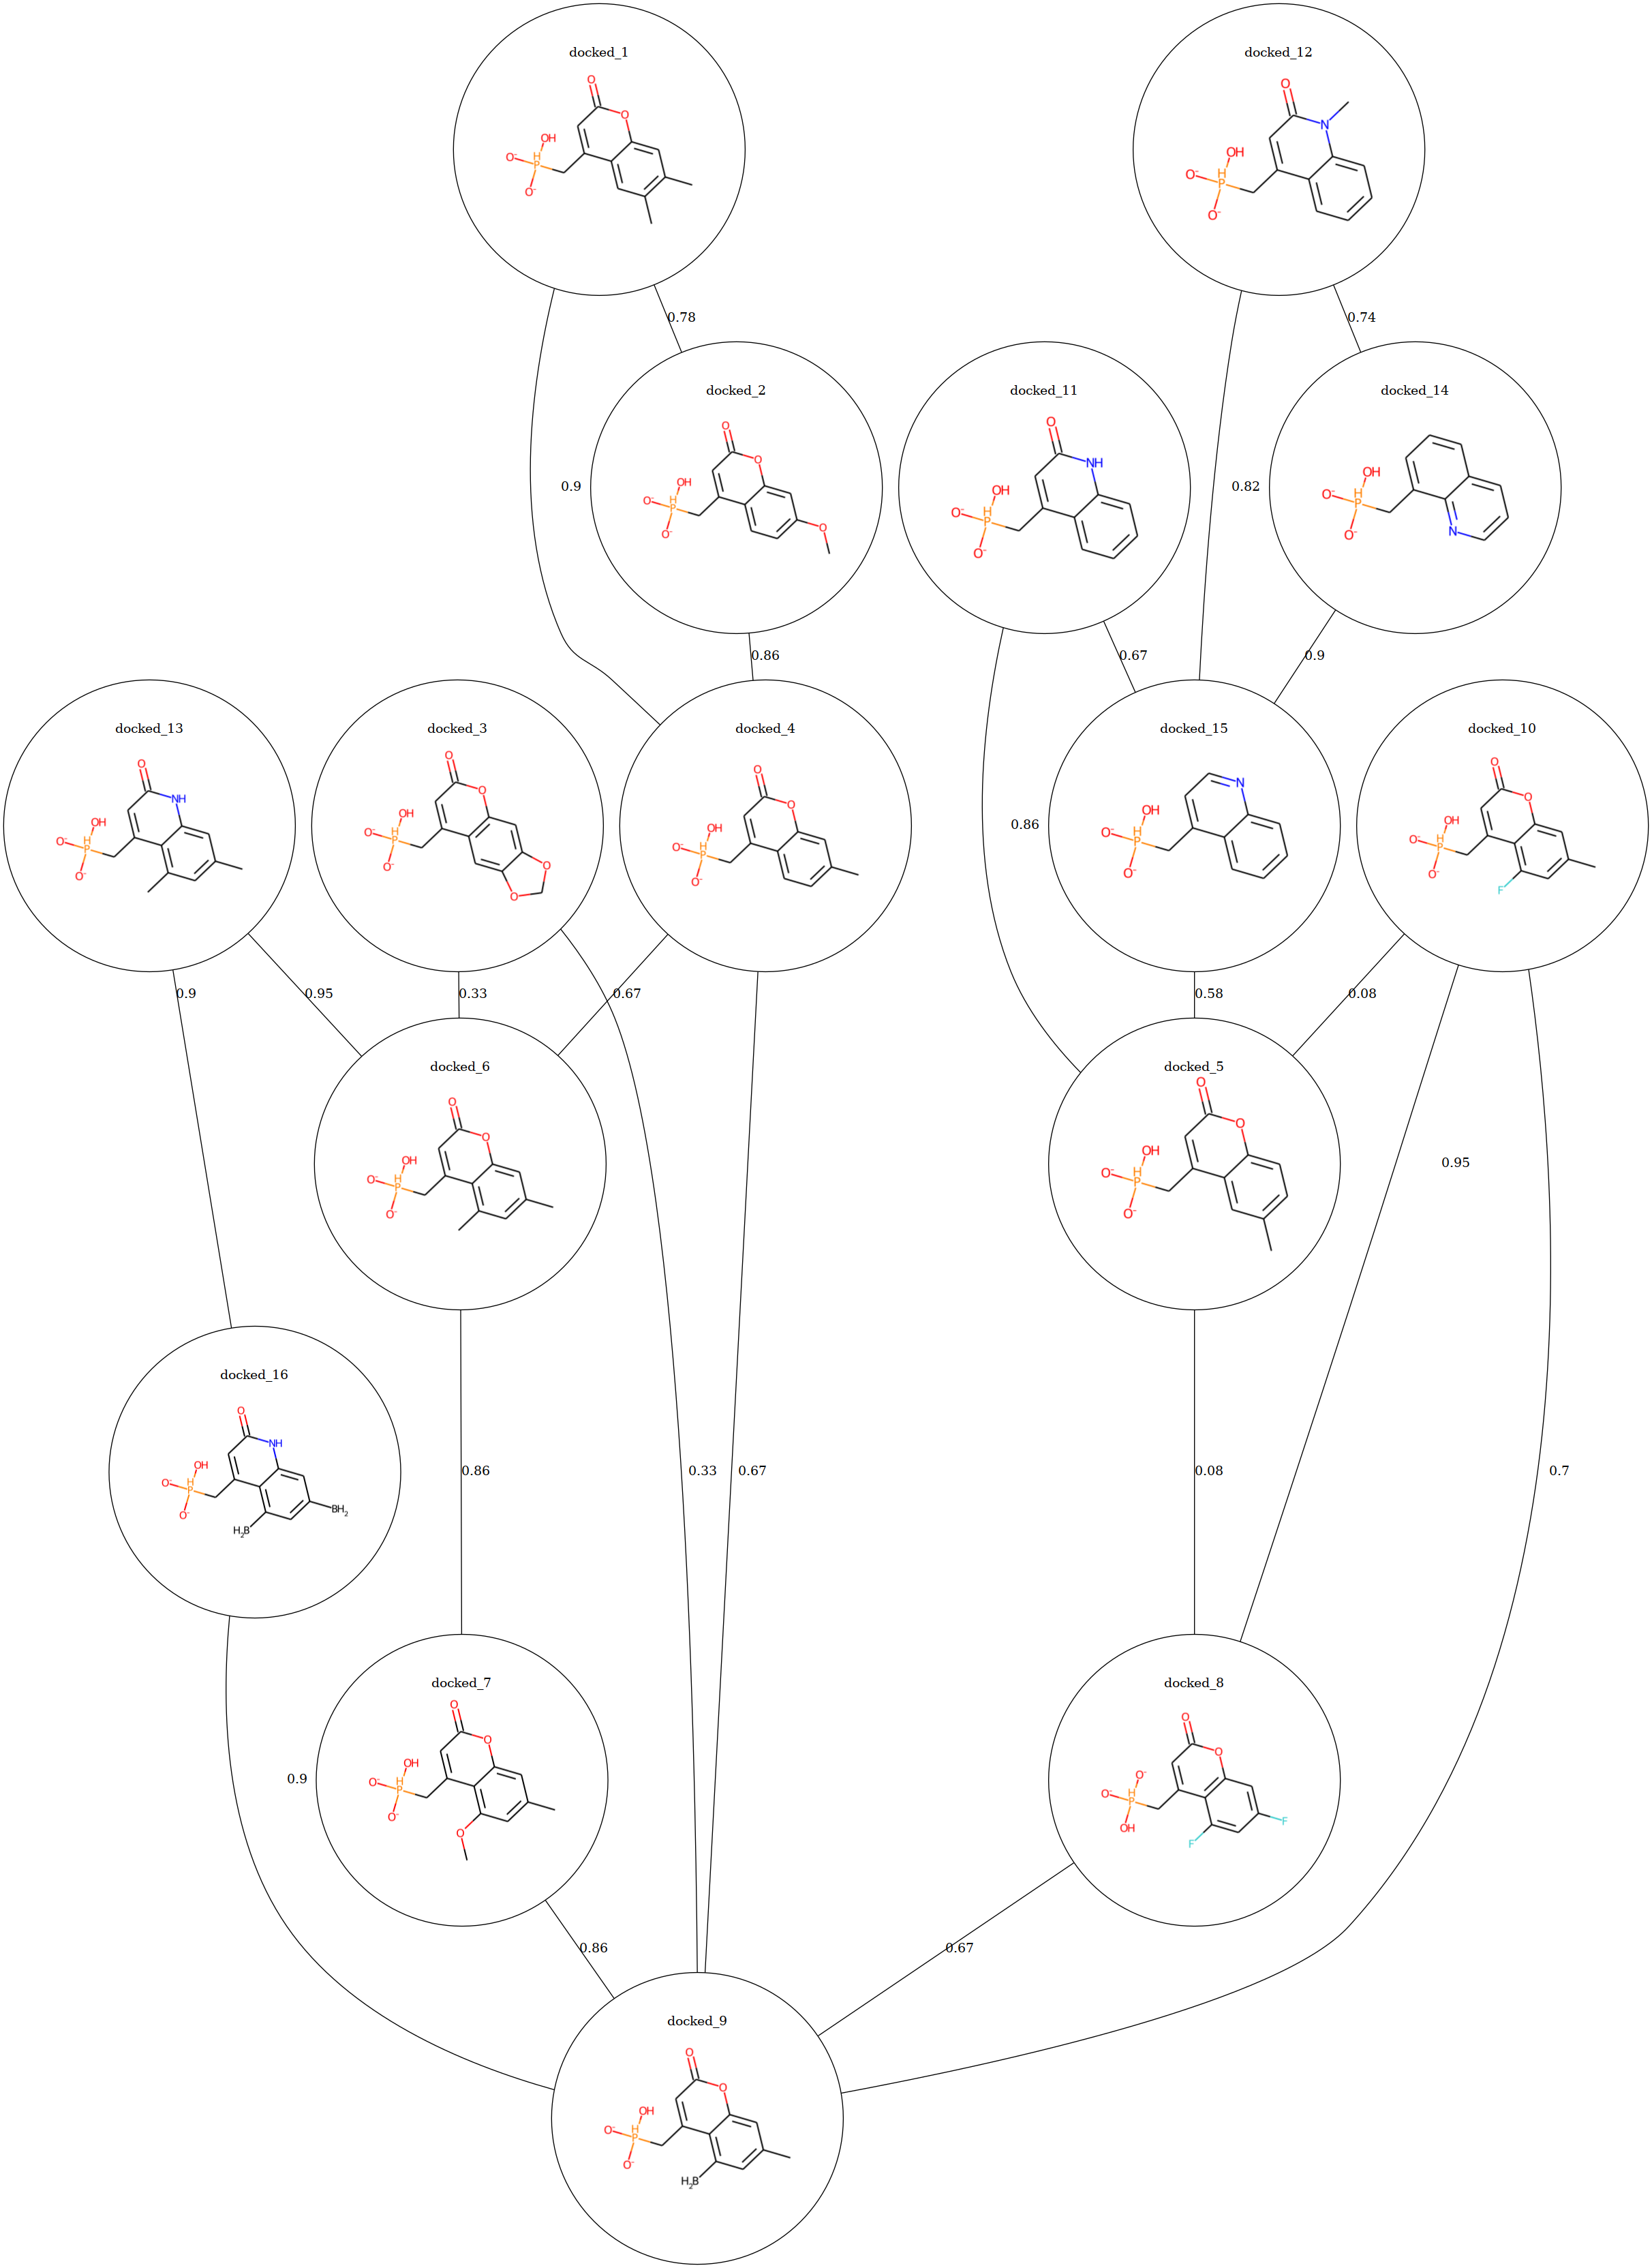 docked_1
O
O
OH
H
P
O-
O-
docked_12
O
N
OH
H
P
O-
O-
0.78
0.74
docked_2
O
O
OH
H
P
O-
O-
O
docked_11
O
NH
OH
H
P
O-
O-
docked_14
OH
H
P
O-
O-
N
0.9
0.82
0.86
0.67
0.9
docked_13
O
NH
OH
H
P
O-
O-
docked_3
O
O
OH
H
P
O-
O-
O
O
docked_4
O
O
OH
H
P
O-
O-
0.86
docked_15
N
OH
H
P
O-
O-
docked_10
O
O
OH
H
P
O-
O-
F
0.9
0.95
0.33
0.67
0.58
0.08
docked_6
O
O
OH
H
P
O-
O-
docked_5
O
O
OH
H
P
O-
O-
0.95
docked_16
O
NH
OH
H
P
O-
O-
BH2
H2B
0.86
0.33
0.67
0.08
0.7
docked_7
O
O
OH
H
P
O-
O-
O
0.9
docked_8
O
O
O-
H
P
O-
OH
F
F
0.86
0.67
docked_9
O
O
OH
H
P
O-
O-
H2B